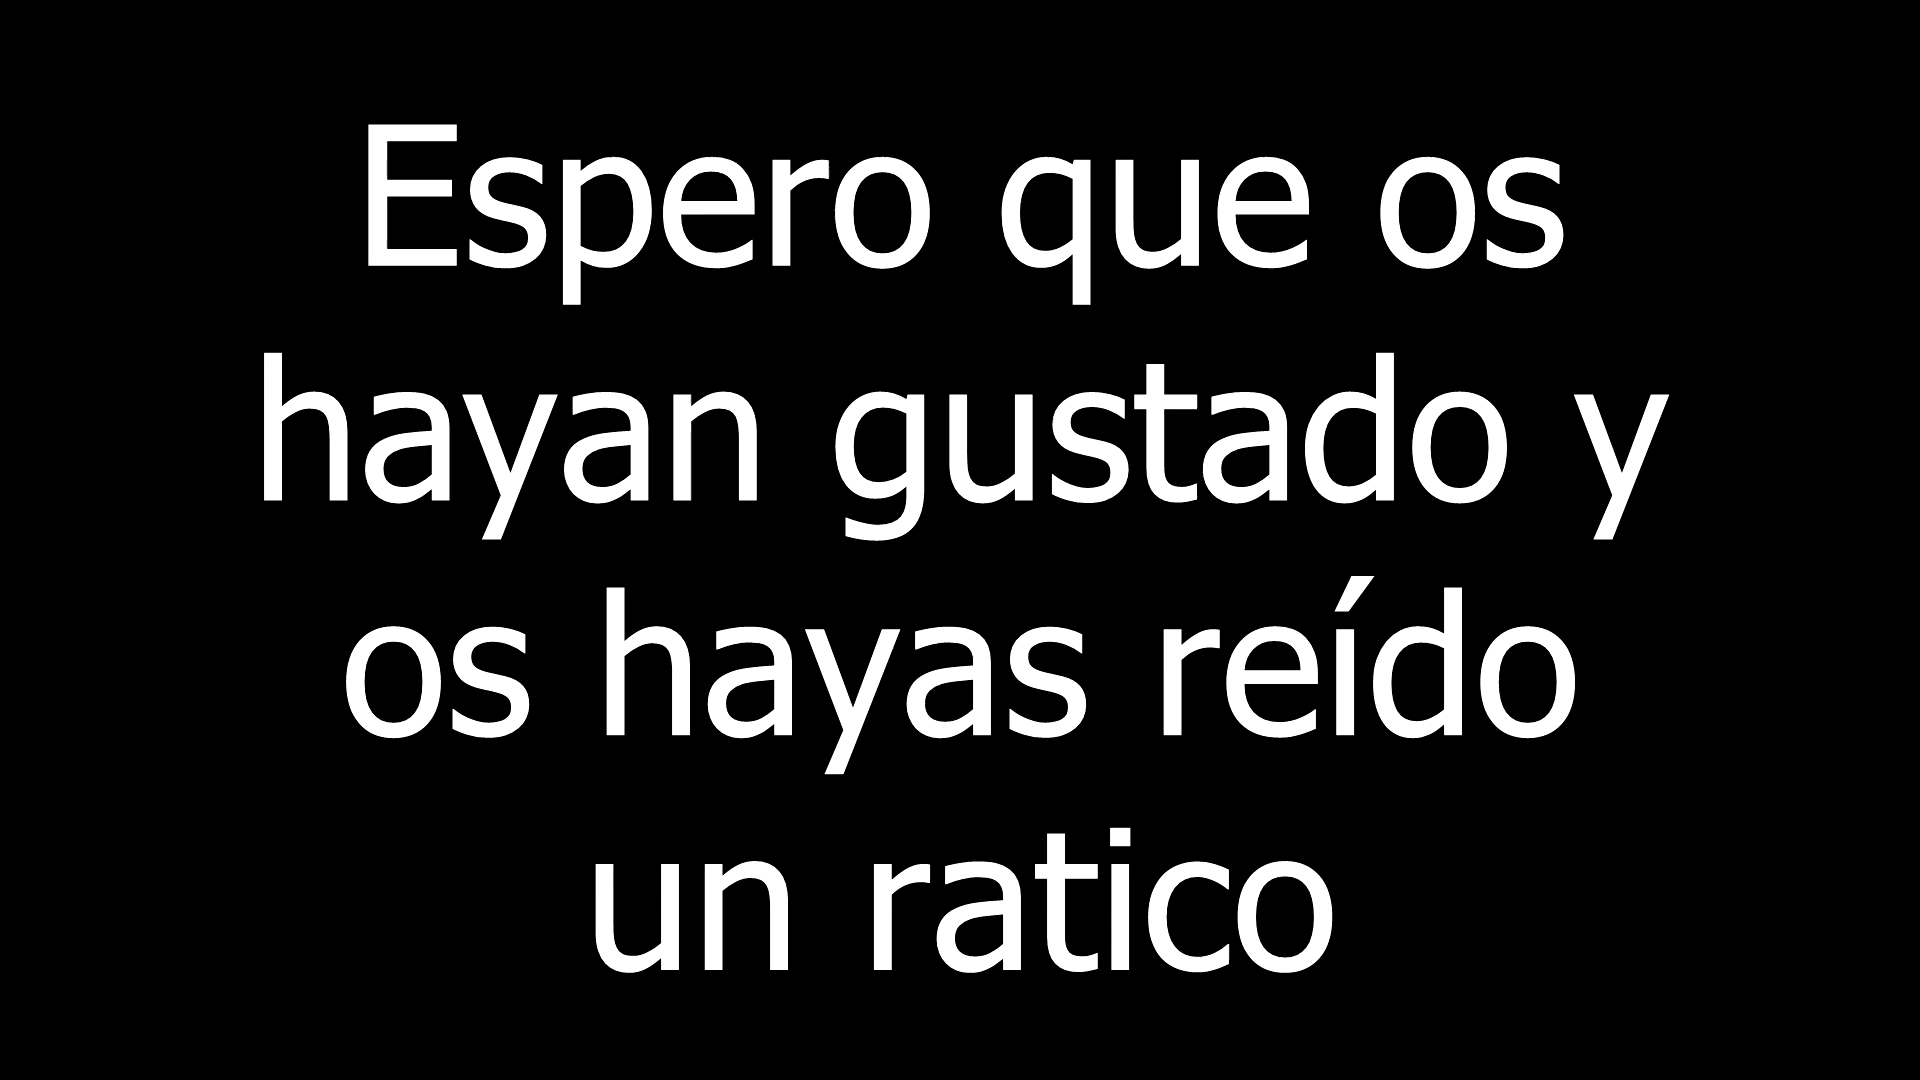 Espero que os
hayan gustado y
os hayas reído
un ratico